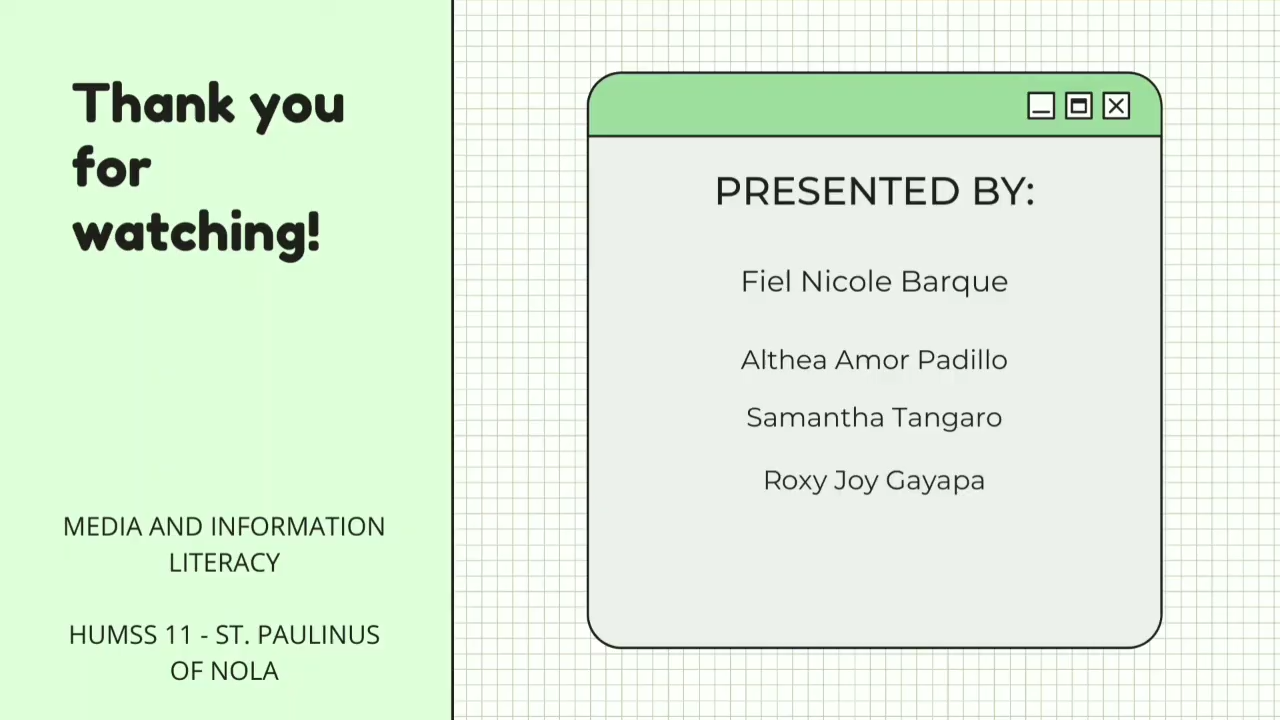 Thank you
for
watching!
MEDIA AND INFORMATION
LITERACY
HUMSS 11 - ST. PAULINUS
OF NOLA
PRESENTED BY:
Fiel Nicole Barque
Althea Amor Padillo
Samantha Tangaro
Roxy Joy Gayapa